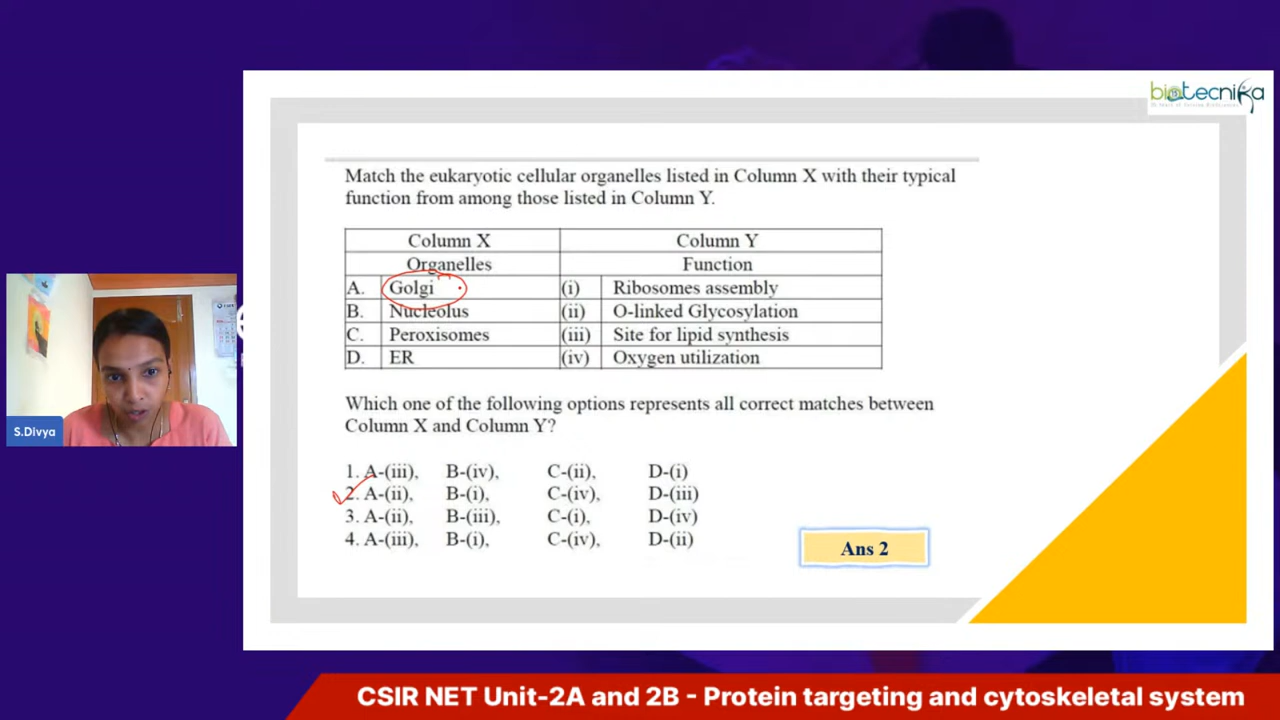 biotecnika
Match the eukaryotic cellular organelles listed in Column X with their typical
function from among those listed in Column Y.
Column X Column Y
Organelles Function
A. Golgi (i) Ribosomes assembly
B. Nucleolus (ii) O-linked Glycosylation
C. Peroxisomes (iii) Site for lipid synthesis
D. ER (iv) Oxygen utilization
Which one of the following options represents all correct matches between
Column X and Column Y?
1. A-(iii), B-(iv), C-(ii), D-(i)
2. A-(ii), B-(i), C-(iv), D-(iii)
3. A-(ii), B-(iii), C-(i), D-(iv)
4. A-(iii), B-(i), C-(iv), D-(ii)
Ans 2
S.Divya
CSIR NET Unit-2A and 2B - Protein targeting and cytoskeletal system